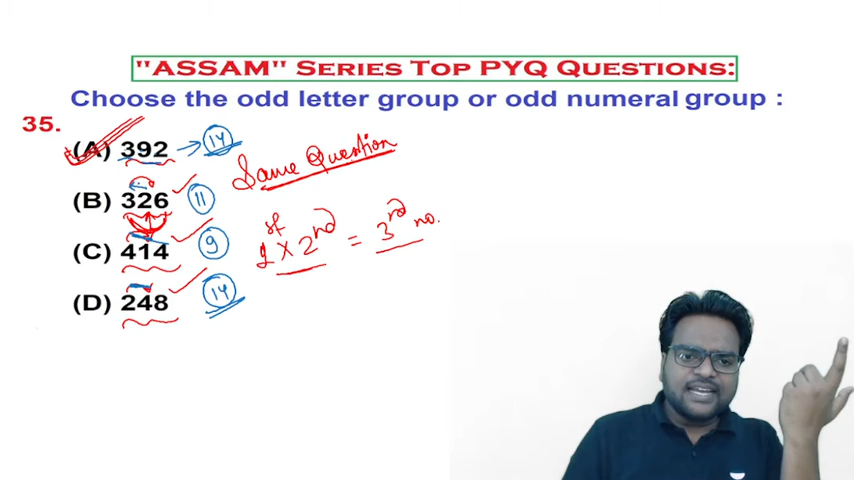 "ASSAM" SERIES TOP PYQ QUESTIONS:
Choose the odd letter group or odd numeral group :
35.
(A) 392 → 14
Same Question
(B) 326 11
(C) 414 9
1st X 2nd = 3rd no.
(D) 248 14